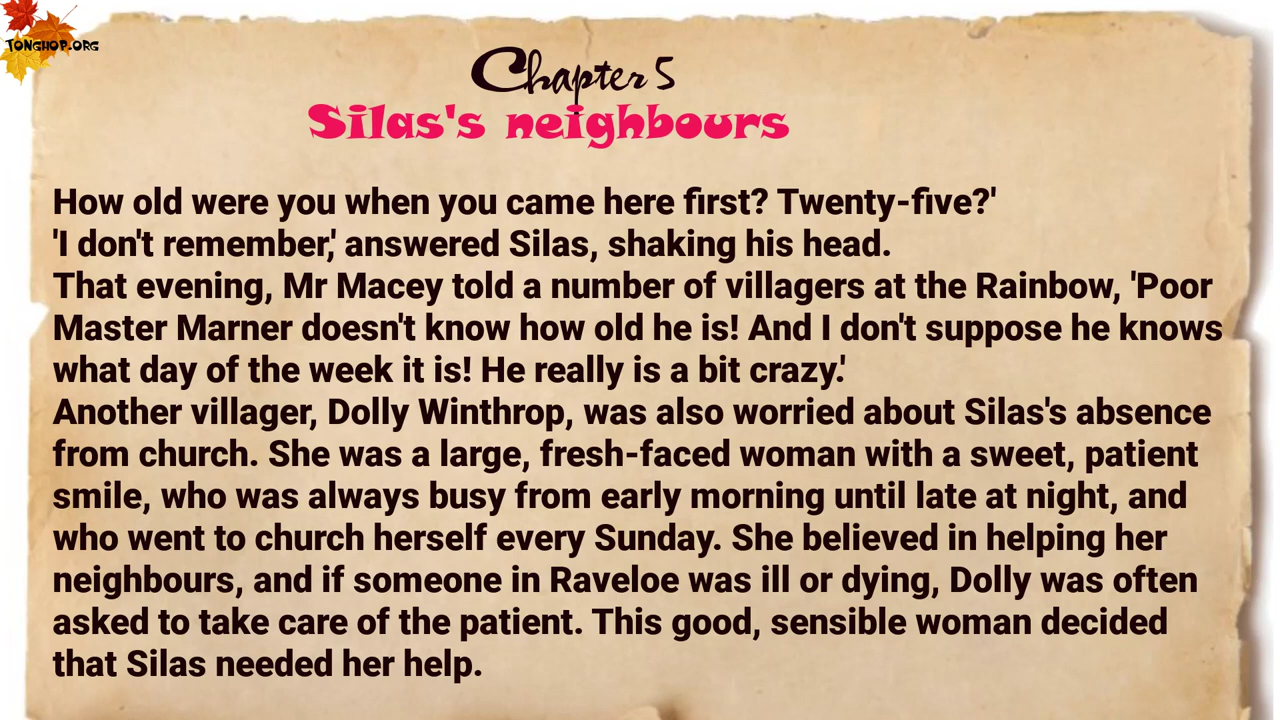 TONGHOP.ORG
Chapter 5
Silas's neighbours
How old were you when you came here first? Twenty-five?'
'I don't remember,' answered Silas, shaking his head.
That evening, Mr Macey told a number of villagers at the Rainbow, 'Poor
Master Marner doesn't know how old he is! And I don't suppose he knows
what day of the week it is! He really is a bit crazy.'
Another villager, Dolly Winthrop, was also worried about Silas's absence
from church. She was a large, fresh-faced woman with a sweet, patient
smile, who was always busy from early morning until late at night, and
who went to church herself every Sunday. She believed in helping her
neighbours, and if someone in Raveloe was ill or dying, Dolly was often
asked to take care of the patient. This good, sensible woman decided
that Silas needed her help.